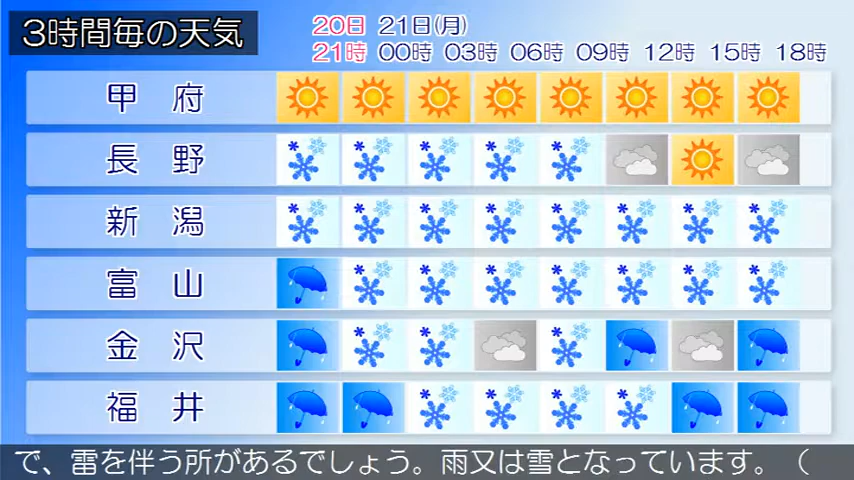 3時間毎の天気
20日 21日(月)
21時 00時 03時 06時 09時 12時 15時 18時
甲 府
長 野
新 潟
富 山
金 沢
福 井
で、雷を伴う所があるでしょう。雨又は雪となっています。（